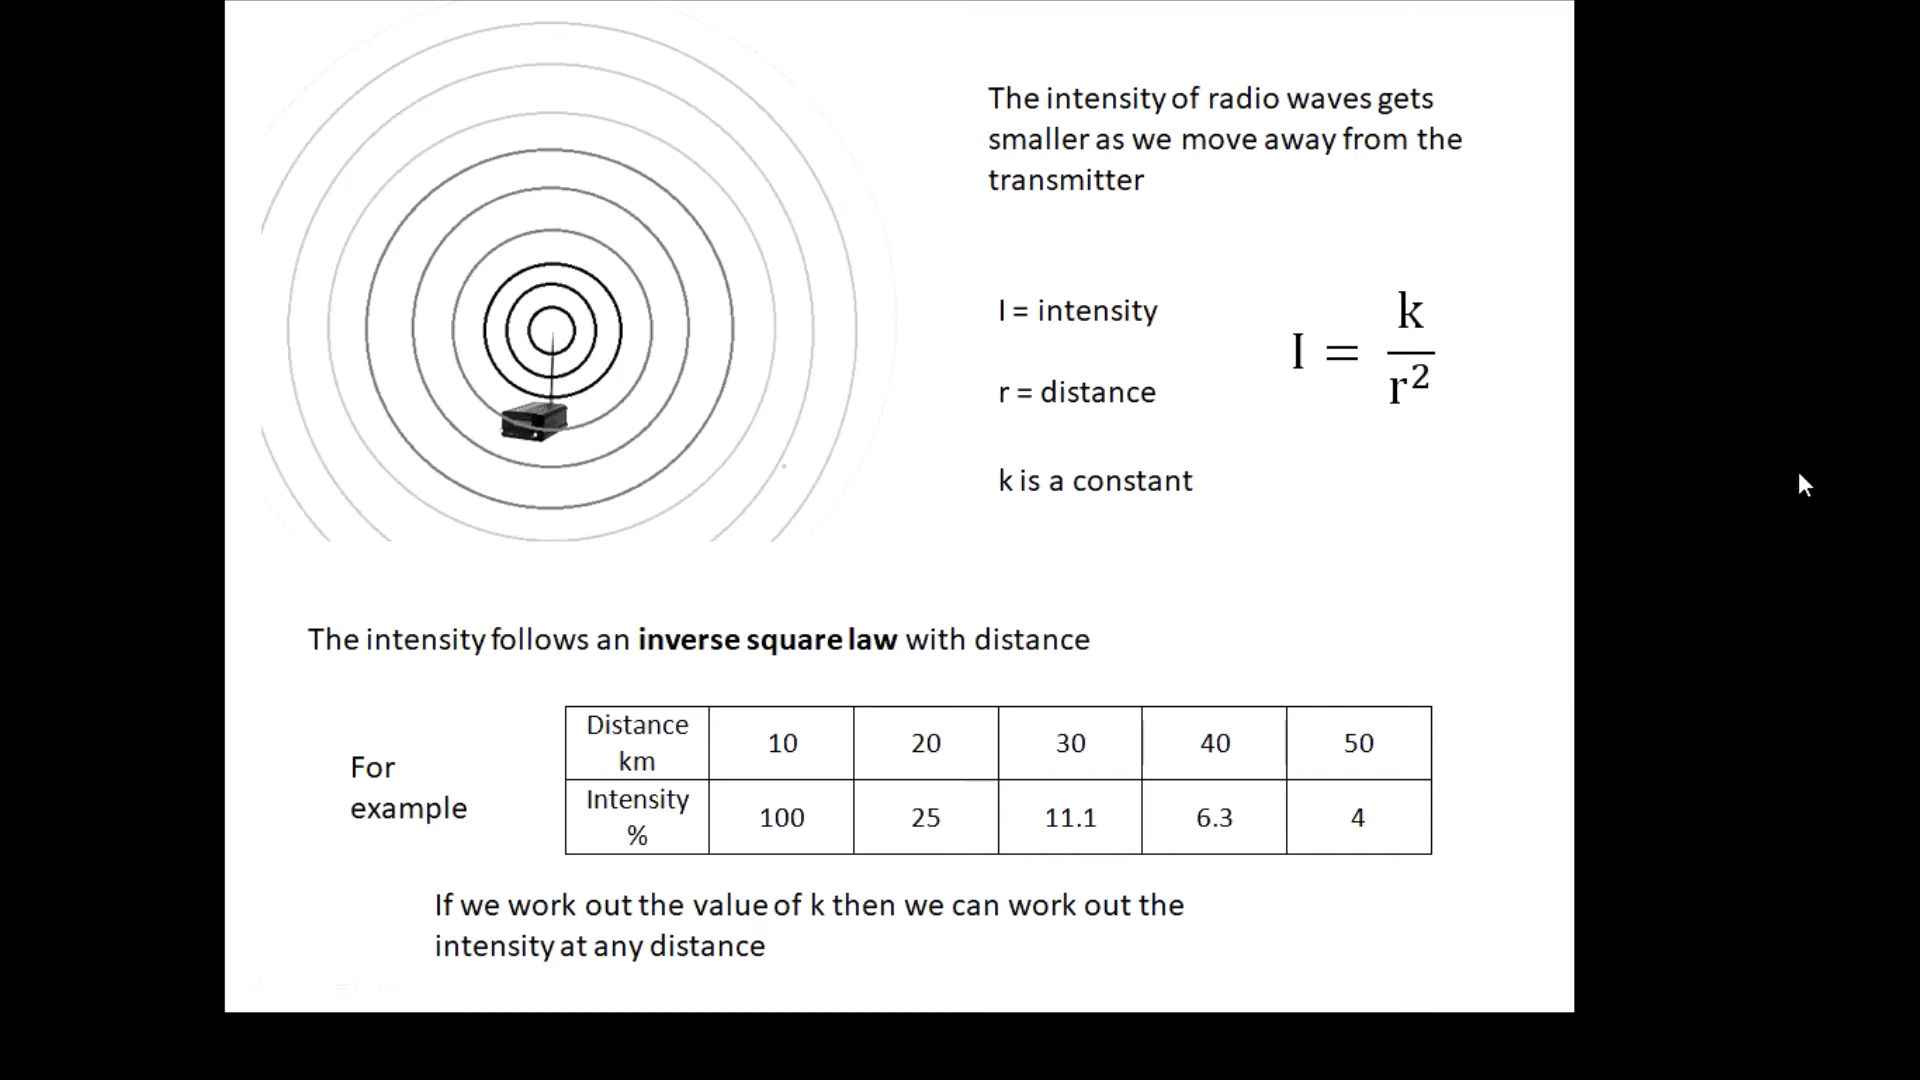 The intensity of radio waves gets
smaller as we move away from the
transmitter
I = intensity
r = distance
k is a constant
I = k / r²
The intensity follows an inverse square law with distance
For
example
Distance km 10 20 30 40 50
Intensity % 100 25 11.1 6.3 4
If we work out the value of k then we can work out the
intensity at any distance